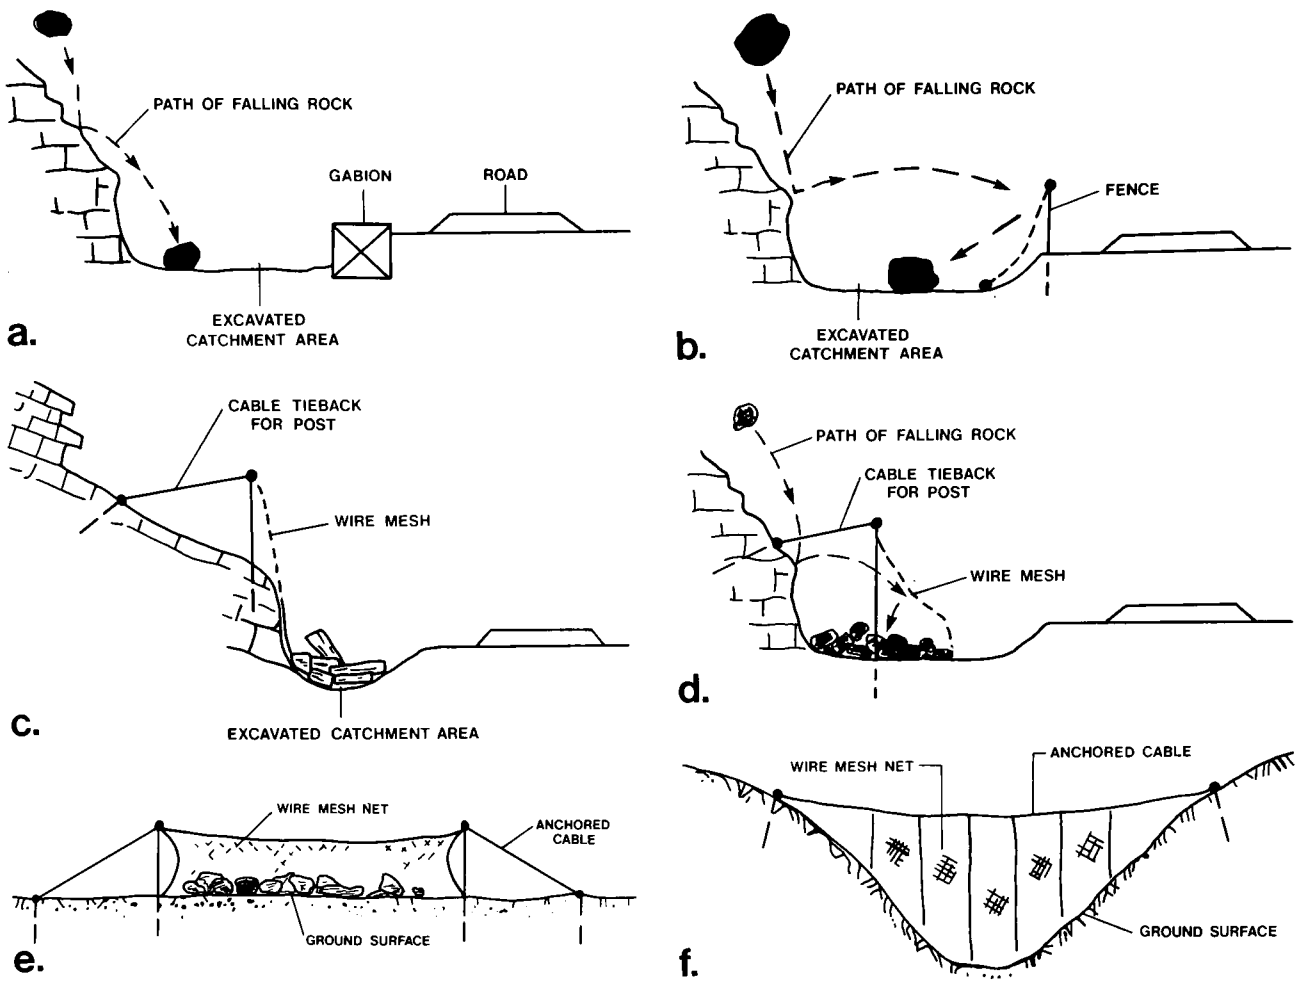 PATH OF FALLING ROCK
GABION
ROAD
EXCAVATED
CATCHMENT AREA
a.
PATH OF FALLING ROCK
FENCE
EXCAVATED
CATCHMENT AREA
b.
CABLE TIEBACK
FOR POST
WIRE MESH
EXCAVATED CATCHMENT AREA
c.
PATH OF FALLING ROCK
CABLE TIEBACK
FOR POST
WIRE MESH
d.
WIRE MESH NET
ANCHORED
CABLE
GROUND SURFACE
e.
WIRE MESH NET
ANCHORED CABLE
GROUND SURFACE
f.